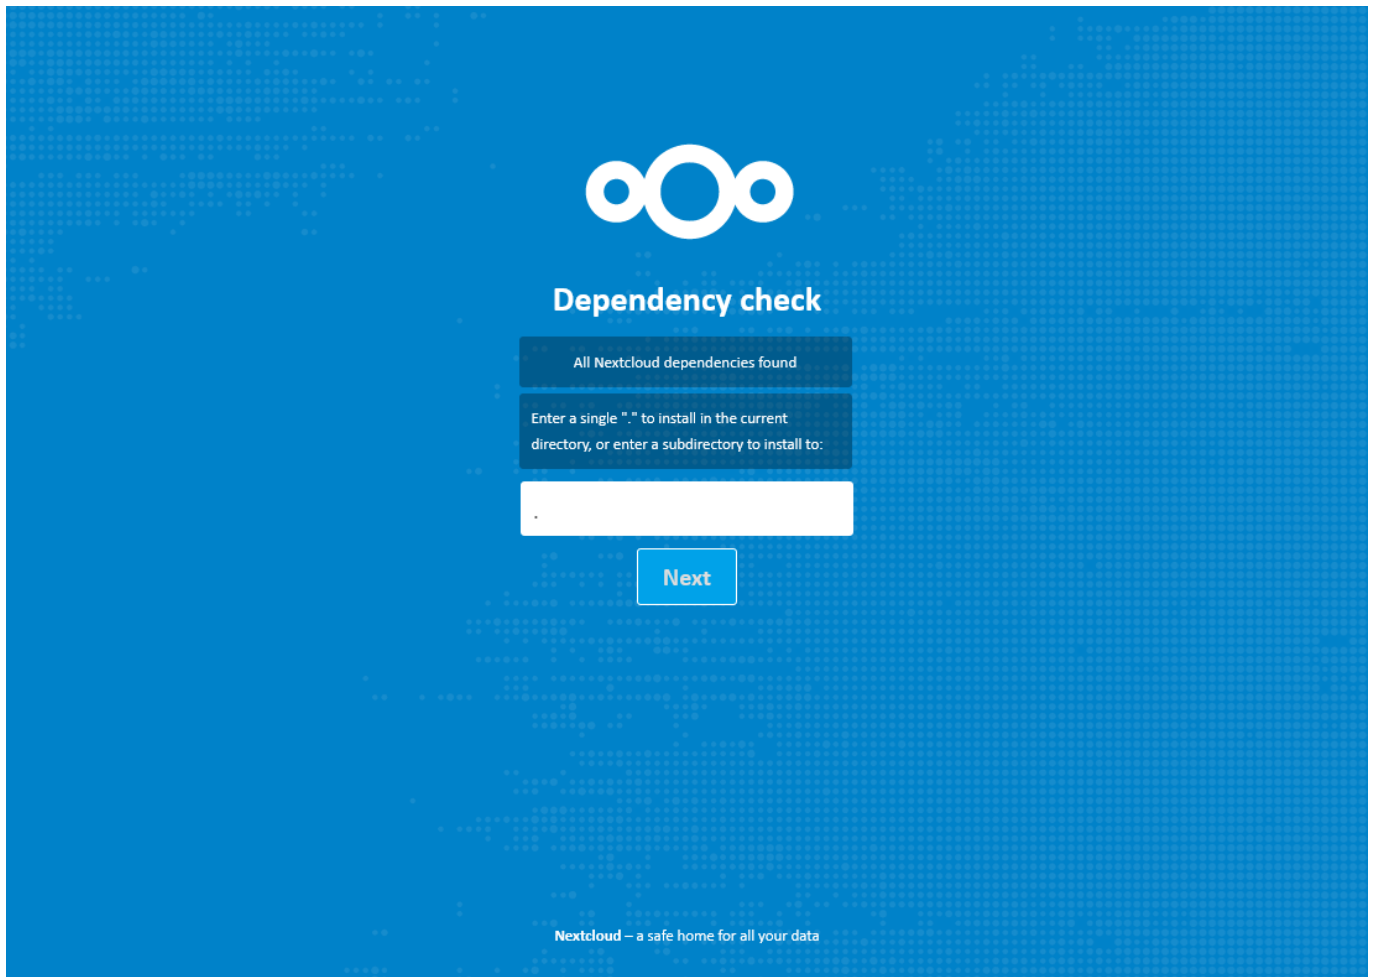 Dependency check
All Nextcloud dependencies found
Enter a single "." to install in the current
directory, or enter a subdirectory to install to:
.
Next
Nextcloud – a safe home for all your data